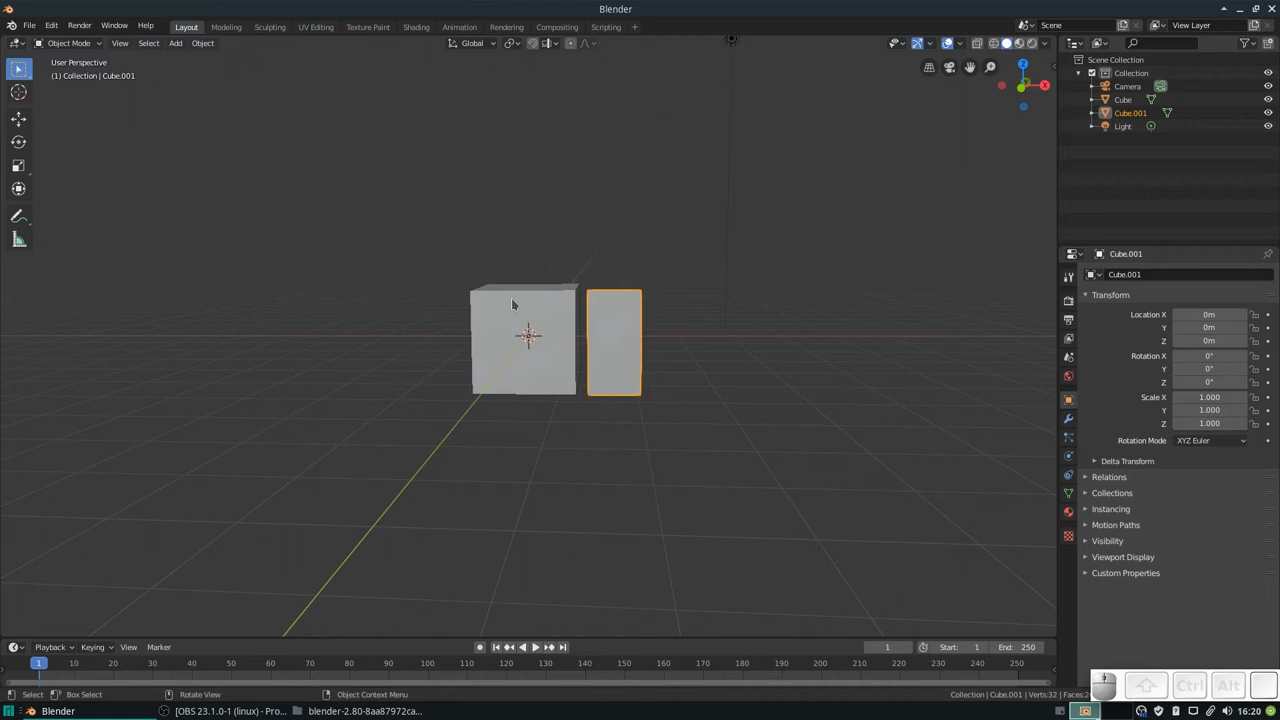 Blender
File Edit Render Window Help Layout Modeling Sculpting UV Editing Texture Paint Shading Animation Rendering Compositing Scripting + Scene View Layer
Object Mode View Select Add Object Global
User Perspective
(1) Collection | Cube.001
Z
X
Scene Collection
Collection
Camera
Cube
Cube.001
Light
Cube.001
Cube.001
Transform
Location X 0m
Y 0m
Z 0m
Rotation X 0°
Y 0°
Z 0°
Scale X 1.000
Y 1.000
Z 1.000
Rotation Mode XYZ Euler
Delta Transform
Relations
Collections
Instancing
Motion Paths
Visibility
Viewport Display
Custom Properties
Playback Keying View Marker 1 Start: 1 End: 250
1 10 20 30 40 50 60 70 80 90 100 110 120 130 140 150 160 170 180 190 200 210 220 230 240 250
Select Box Select Rotate View Object Context Menu Collection | Cube.001 | Verts:32 | Faces:2
Ctrl Alt
Blender [OBS 23.1.0-1 (linux) - Pro... blender-2.80-8aa87972ca... 16:20